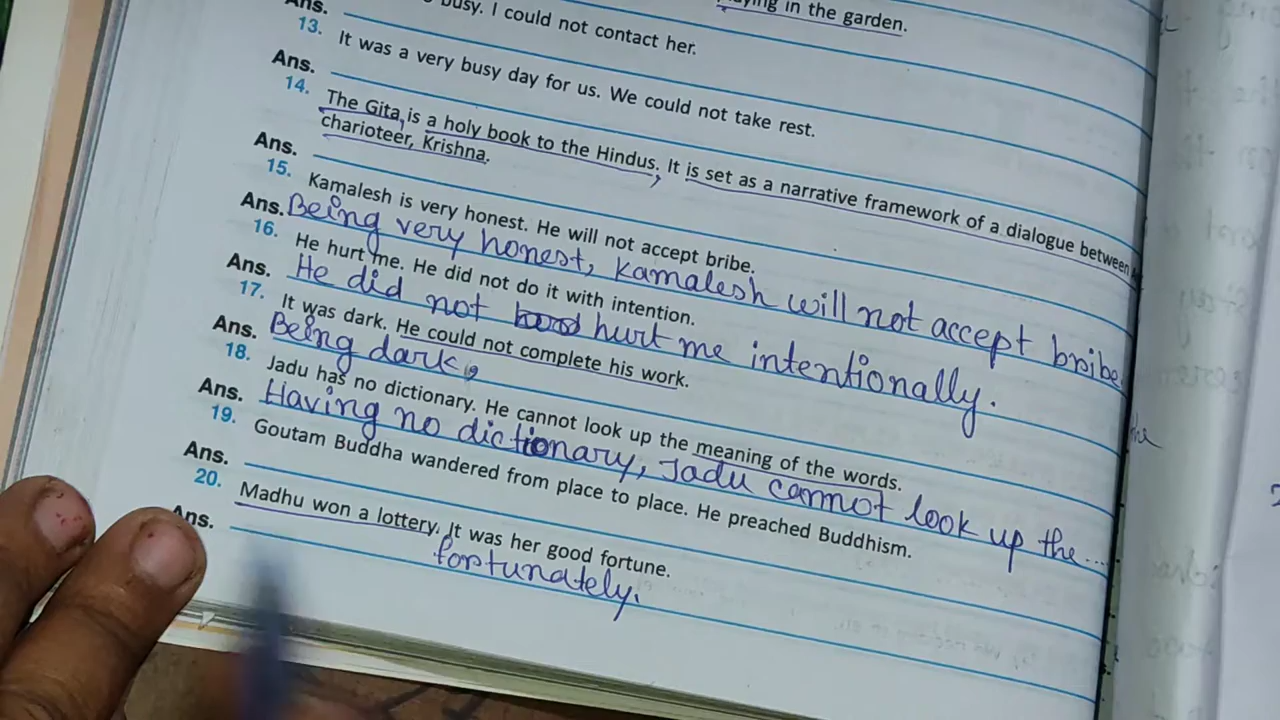 playing in the garden.
busy. I could not contact her.
Ans.
13. It was a very busy day for us. We could not take rest.
Ans.
14. The Gita, is a holy book to the Hindus. It is set as a narrative framework of a dialogue between
charioteer, Krishna.
Ans.
15. Kamalesh is very honest. He will not accept bribe.
Ans. Being very honest, Kamalesh will not accept bribe.
16. He hurt me. He did not do it with intention.
Ans. He did not hurt me intentionally.
17. It was dark. He could not complete his work.
Ans. Being dark,
18. Jadu has no dictionary. He cannot look up the meaning of the words.
Ans. Having no dictionary, Jadu cannot look up the ...
19. Goutam Buddha wandered from place to place. He preached Buddhism.
Ans.
20. Madhu won a lottery. It was her good fortune.
Ans. fortunately.